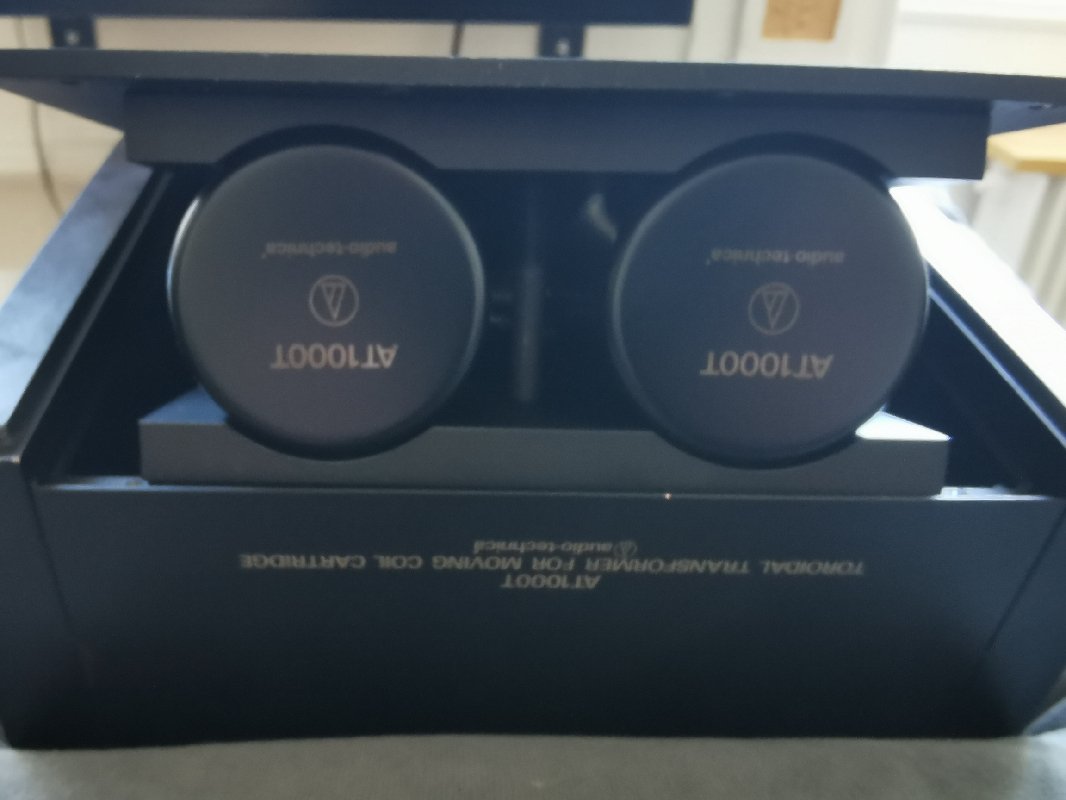 AT1000T
audio-technica
AT1000T
audio-technica
AT1000T
TOROIDAL TRANSFORMER FOR MOVING COIL CARTRIDGE
audio-technica